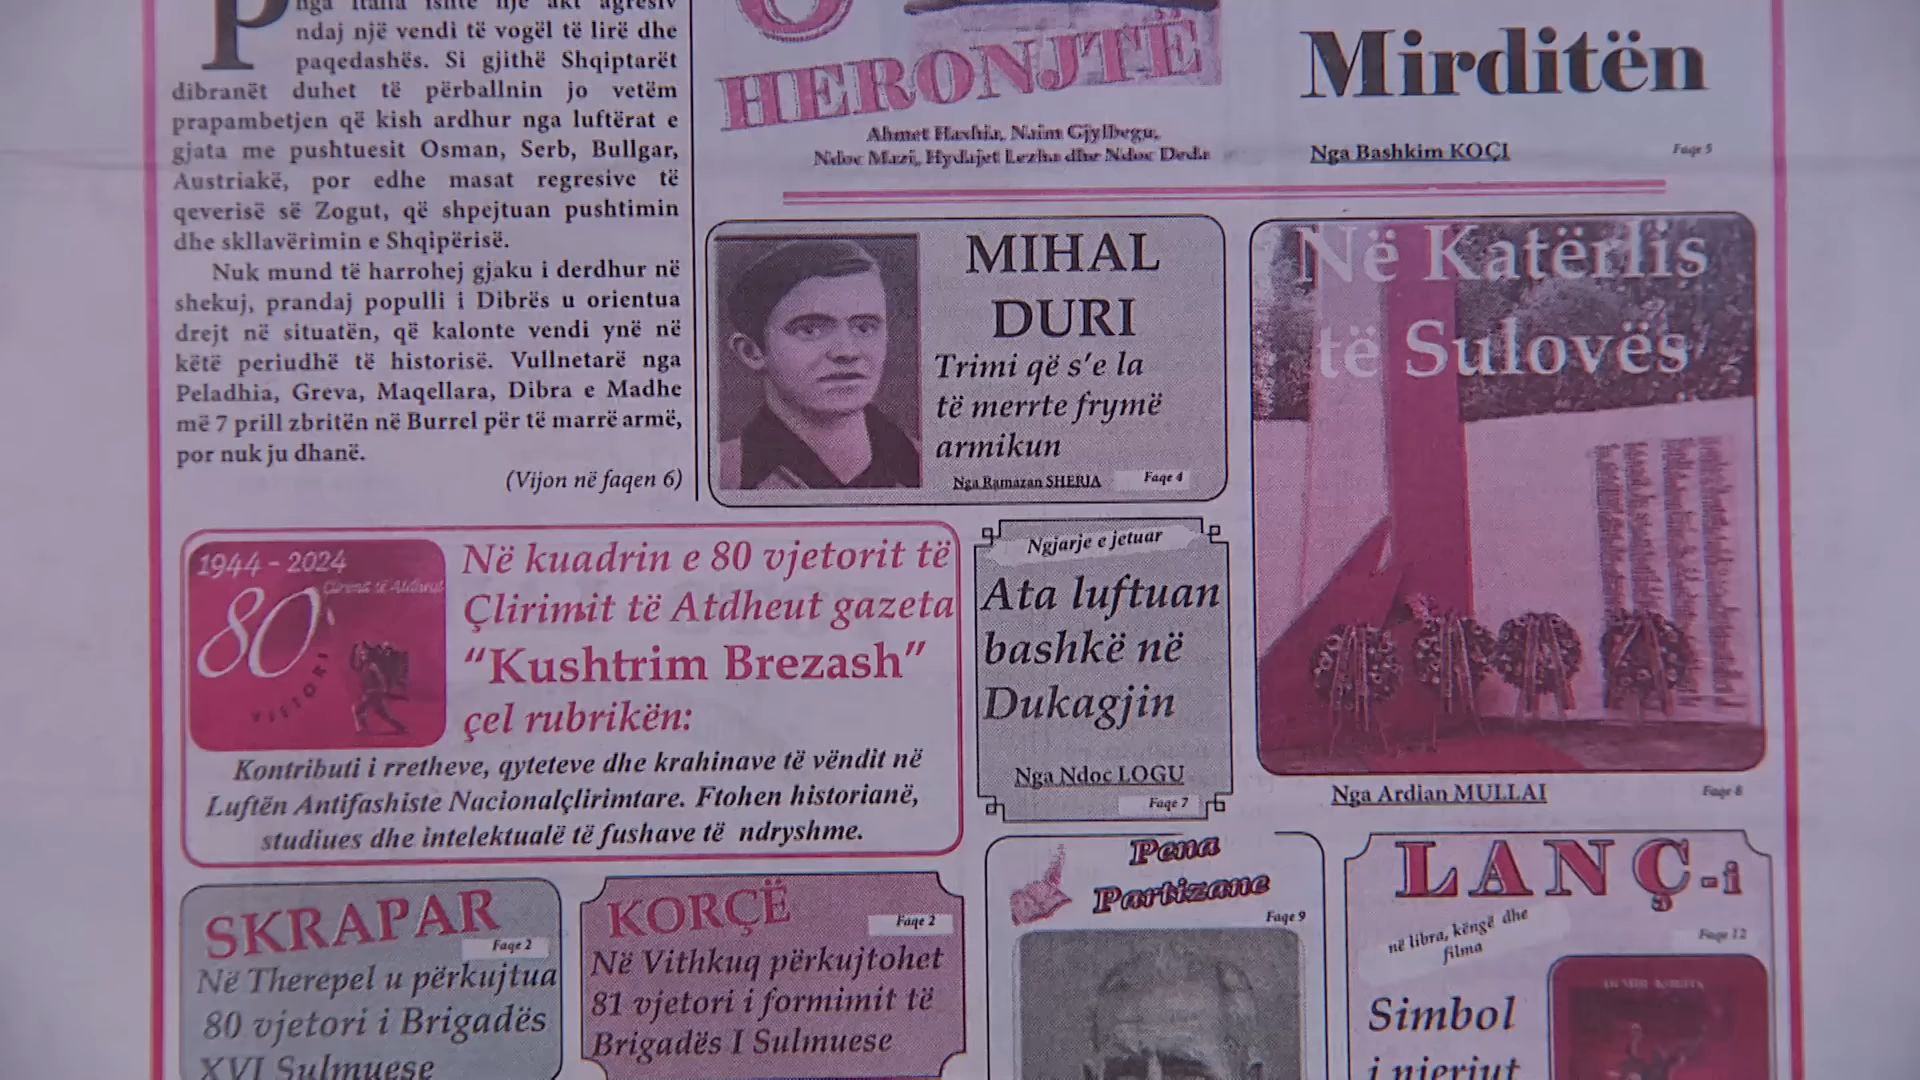 nga Italia ishte një akt agresiv
P
ndaj një vendi të vogël të lirë dhe
paqedashës. Si gjithë Shqiptarët
dibranët duhet të përballnin jo vetëm
prapambetjen që kish ardhur nga luftërat e
gjata me pushtuesit Osman, Serb, Bullgar,
Austriakë, por edhe masat regresive të
qeverisë së Zogut, që shpejtuan pushtimin
dhe skllavërimin e Shqipërisë.
Nuk mund të harrohej gjaku i derdhur në
shekuj, prandaj populli i Dibrës u orientua
drejt në situatën, që kalonte vendi ynë në
këtë periudhë të historisë. Vullnetarë nga
Peladhia, Greva, Maqellara, Dibra e Madhe
më 7 prill zbritën në Burrel për të marrë armë,
por nuk ju dhanë.
(Vijon në faqen 6)
HERONJTË
Ahmet Haxhia, Naim Gjylbegu,
Ndoc Mazi, Hydajet Lezha dhe Ndoc Deda
Mirditën
Nga Bashkim KOÇI
Faqe 5
MIHAL
DURI
Trimi që s'e la
të merrte frymë
armikun
Nga Ramazan SHERJA
Faqe 4
Në Katërlis
të Sulovës
Nga Ardian MULLAI
Faqe 8
1944 - 2024
Çlirimit të Atdheut
80
VJETORI
Në kuadrin e 80 vjetorit të
Çlirimit të Atdheut gazeta
“Kushtrim Brezash”
çel rubrikën:
Kontributi i rretheve, qyteteve dhe krahinave të vëndit në
Luftën Antifashiste Nacionalçlirimtare. Ftohen historianë,
studiues dhe intelektualë të fushave të ndryshme.
Ngjarje e jetuar
Ata luftuan
bashkë në
Dukagjin
Nga Ndoc LOGU
Faqe 7
SKRAPAR
Faqe 2
Në Therepel u përkujtua
80 vjetori i Brigadës
XVI Sulmuese
KORÇË
Faqe 2
Në Vithkuq përkujtohet
81 vjetori i formimit të
Brigadës I Sulmuese
Pena
Partizane
Faqe 9
LANÇ-i
në libra, këngë dhe
filma
Faqe 12
Simbol
i njeriut